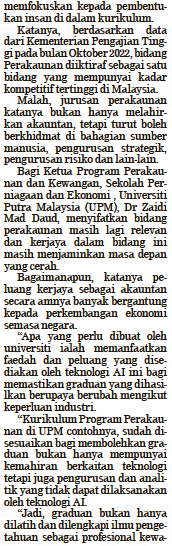 memfokuskan kepada pembentu-
kan insan di dalam kurikulum.
Katanya, berdasarkan data
dari Kementerian Pengajian Ting-
gi pada bulan Oktober 2022, bidang
Perakaunan diiktiraf sebagai satu
bidang yang mempunyai kadar
kompetitif tertinggi di Malaysia.
Malah, jurusan perakaunan
katanya bukan hanya melahir-
kan akauntan, tetapi turut boleh
berkhidmat di bahagian sumber
manusia, pengurusan strategik,
pengurusan risiko dan lain-lain.
Bagi Ketua Program Perakau-
nan dan Kewangan, Sekolah Per-
niagaan dan Ekonomi , Universiti
Putra Malaysia (UPM), Dr Zaidi
Mad Daud, menyifatkan bidang
perakaunan masih lagi relevan
dan kerjaya dalam bidang ini
masih menjaminkan masa depan
yang cerah.
Bagaimanapun, katanya pe-
luang kerjaya sebagai akauntan
secara amnya banyak bergantung
kepada perkembangan ekonomi
semasa negara.
"Apa yang perlu dibuat oleh
universiti ialah memanfaatkan
faedah dan peluang yang dise-
diakan oleh teknologi AI ini bagi
memastikan graduan yang dihasi-
lkan berupaya berubah mengikut
keperluan industri.
"Kurikulum Program Perakau-
nan di UPM contohnya, sudah di-
sesuaikan bagi membolehkan gra-
duan bukan hanya mempunyai
kemahiran berkaitan teknologi
tetapi juga pengurusan dan anali-
tik yang tidak dapat dilaksanakan
oleh teknologi AI.
"Jadi, graduan bukan hanya
dilatih dan dilengkapi ilmu penge-
tahuan sebagai profesional kewa-